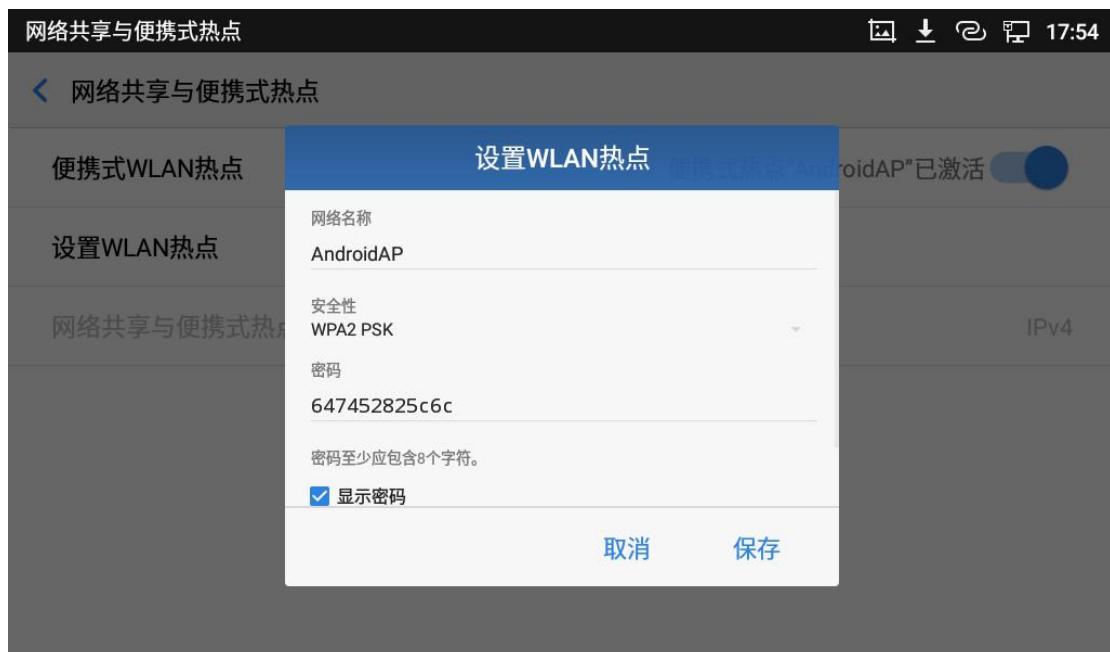 网络共享与便携式热点 17:54
网络共享与便携式热点
便携式WLAN热点 便携式热点"AndroidAP"已激活
设置WLAN热点
网络共享与便携式热 IPv4
设置WLAN热点
网络名称
AndroidAP
安全性
WPA2 PSK
密码
647452825c6c
密码至少应包含8个字符。
显示密码
取消 保存